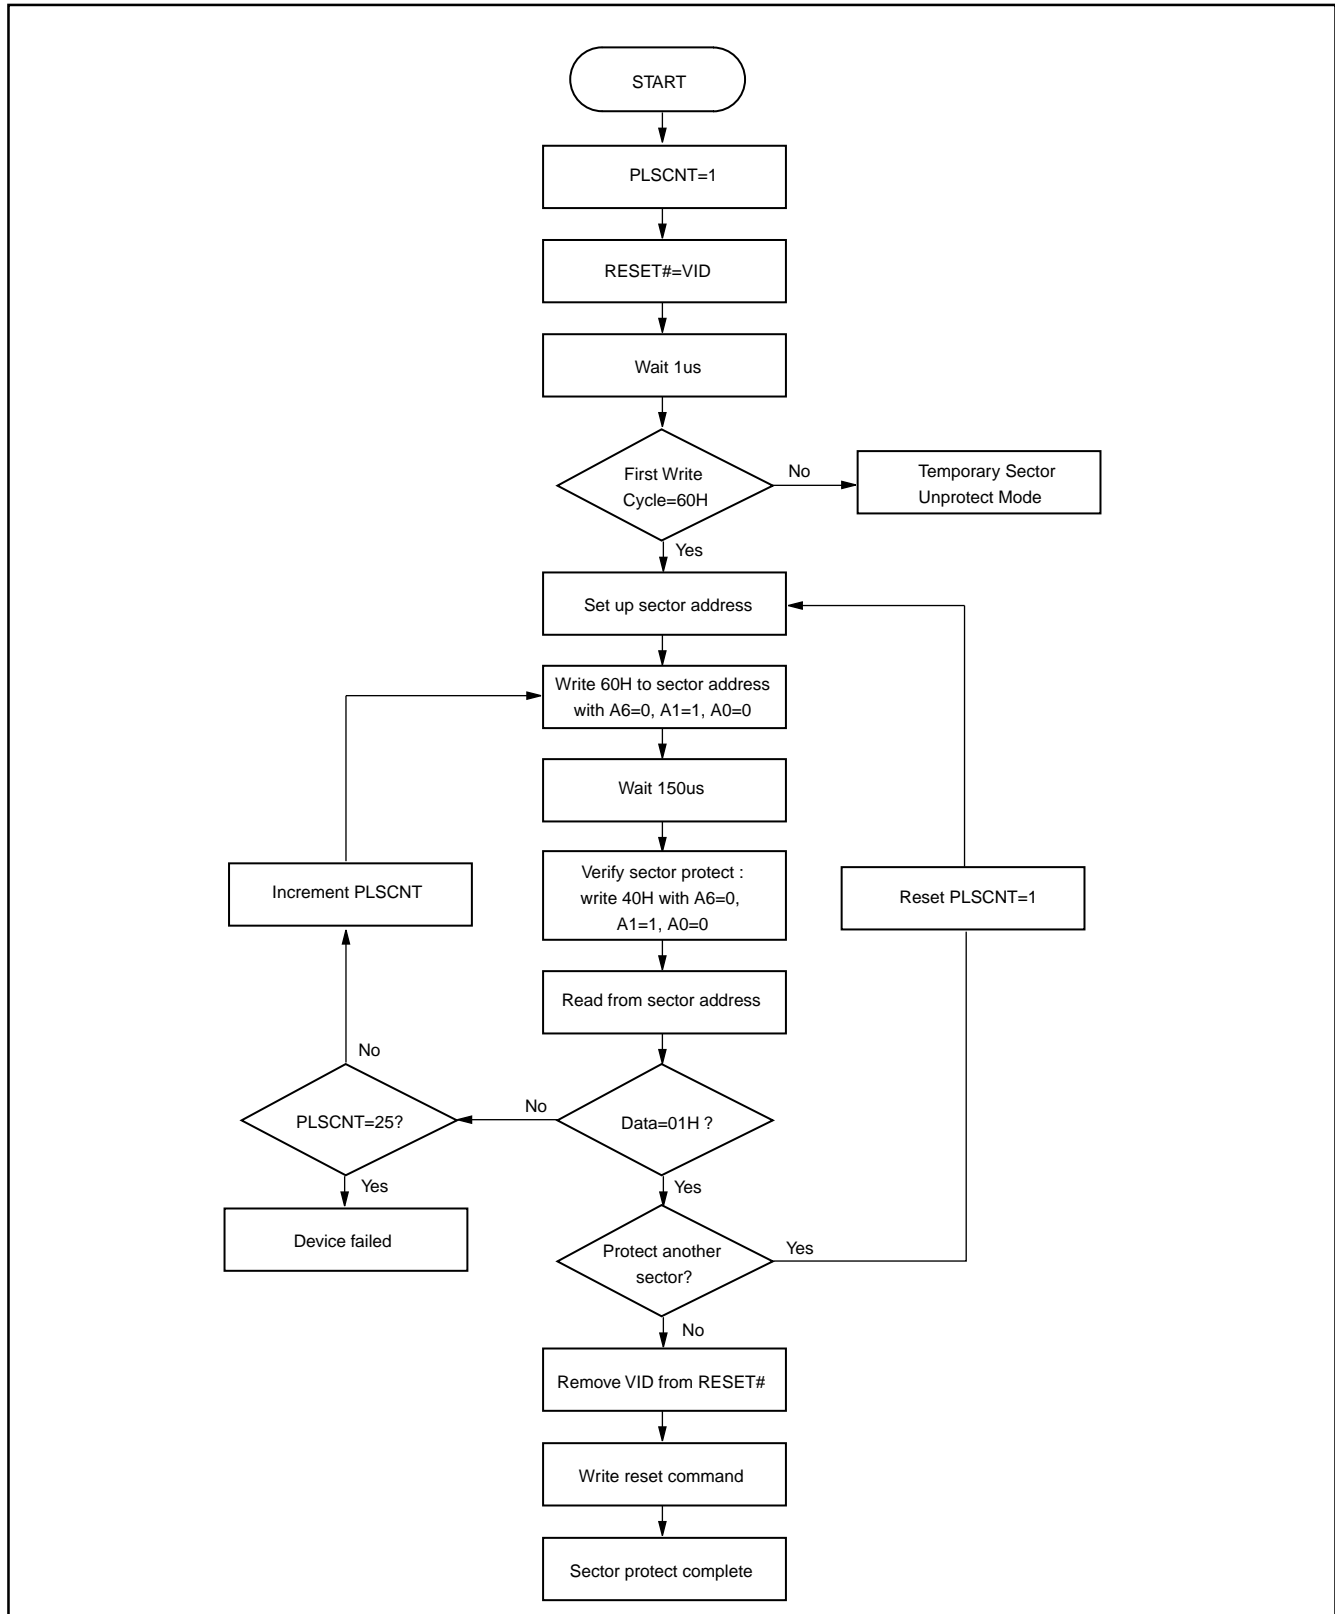 START
PLSCNT=1
RESET#=VID
Wait 1us
First Write
Cycle=60H
No
Temporary Sector
Unprotect Mode
Yes
Set up sector address
Write 60H to sector address
with A6=0, A1=1, A0=0
Wait 150us
Verify sector protect :
write 40H with A6=0,
A1=1, A0=0
Increment PLSCNT
Reset PLSCNT=1
Read from sector address
No
PLSCNT=25?
No
Data=01H ?
Yes
Yes
Device failed
Protect another
sector?
Yes
No
Remove VID from RESET#
Write reset command
Sector protect complete